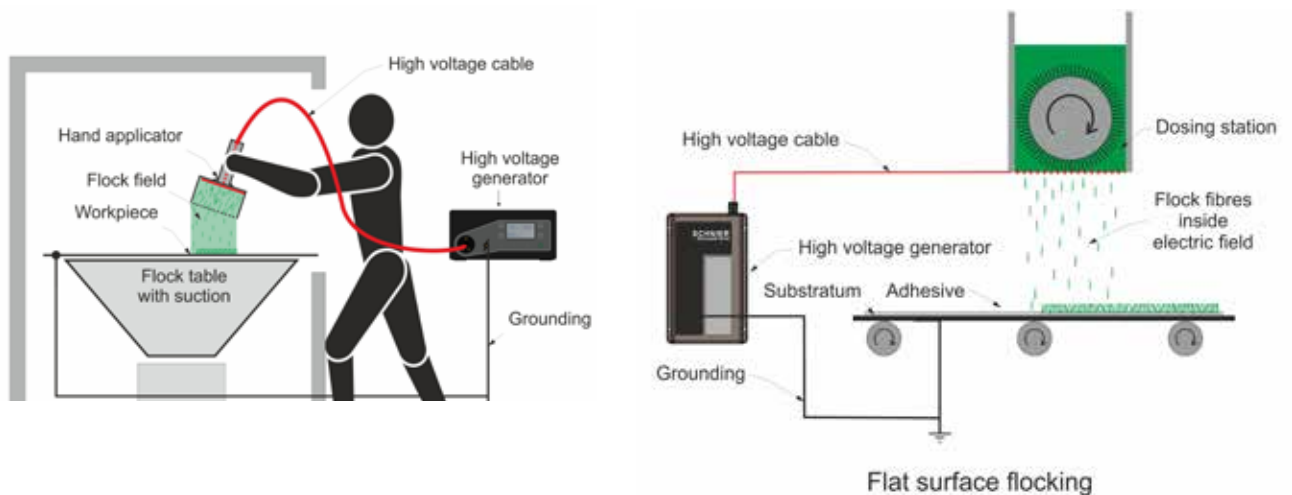 High voltage cable
Hand applicator
Flock field
Workpiece
High voltage
generator
Flock table
with suction
Grounding
Dosing station
High voltage cable
Flock fibres
inside
electric field
SCHNIER
High voltage generator
Substratum
Adhesive
Grounding
Flat surface flocking